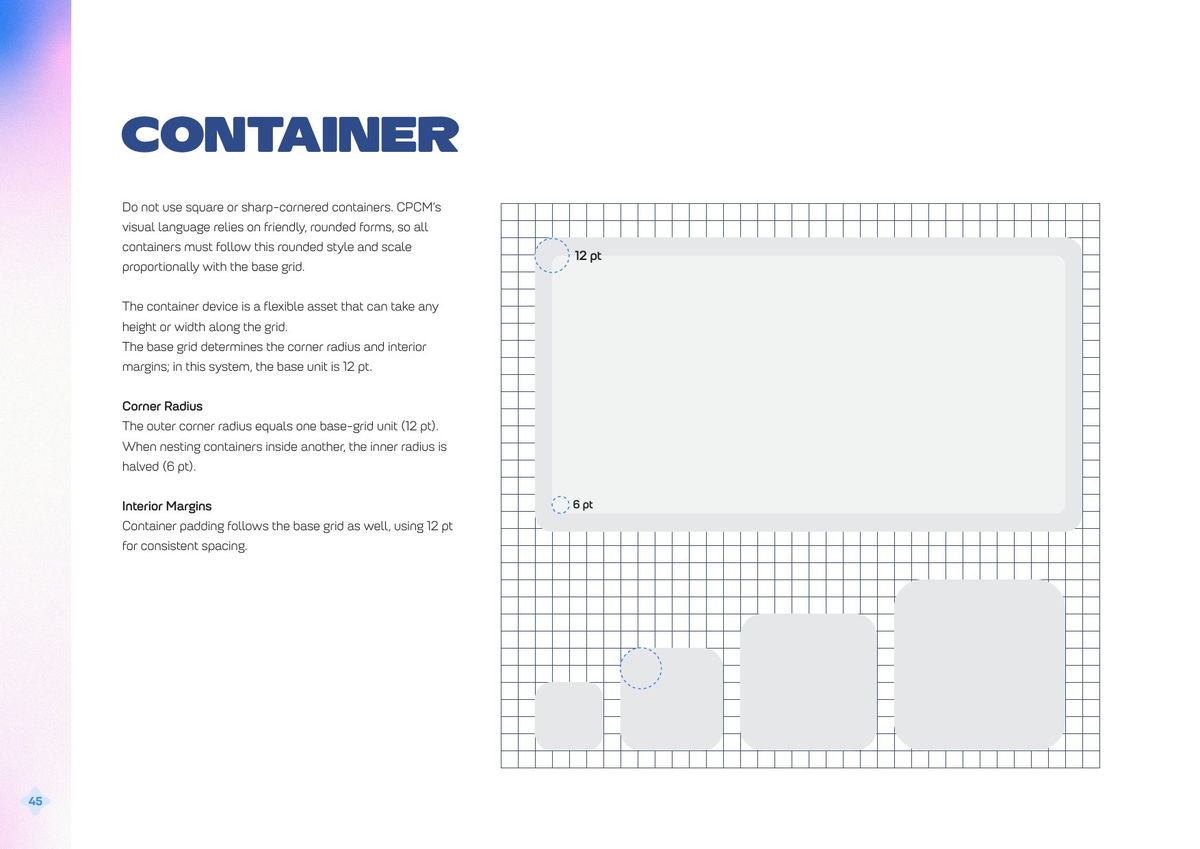 CONTAINER
Do not use square or sharp-cornered containers. CPCM's
visual language relies on friendly, rounded forms, so all
containers must follow this rounded style and scale
proportionally with the base grid.
The container device is a flexible asset that can take any
height or width along the grid.
The base grid determines the corner radius and interior
margins; in this system, the base unit is 12 pt.
Corner Radius
The outer corner radius equals one base-grid unit (12 pt).
When nesting containers inside another, the inner radius is
halved (6 pt).
Interior Margins
Container padding follows the base grid as well, using 12 pt
for consistent spacing.
12 pt
6 pt
45